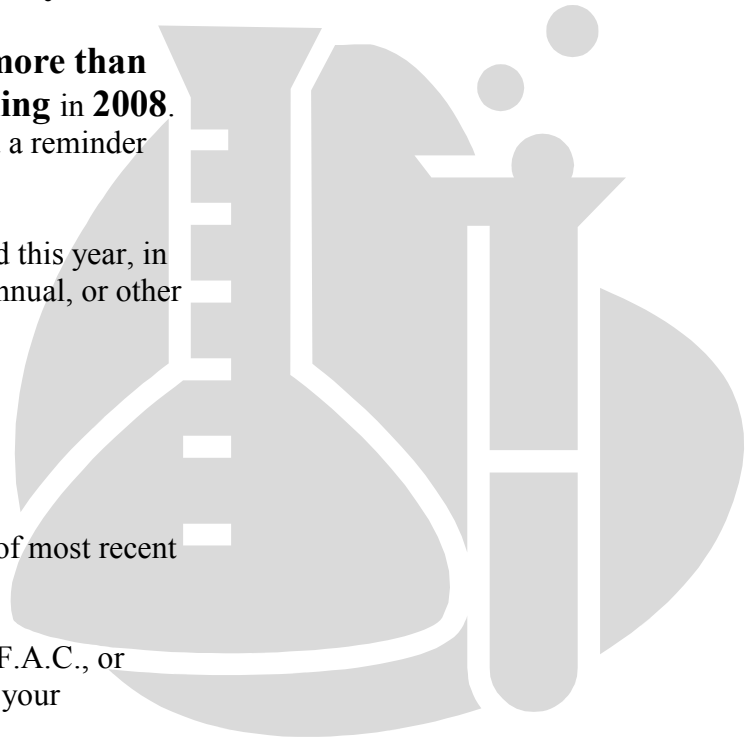 more than
ing in 2008.
a reminder
d this year, in
nnual, or other
of most recent
F.A.C., or
your